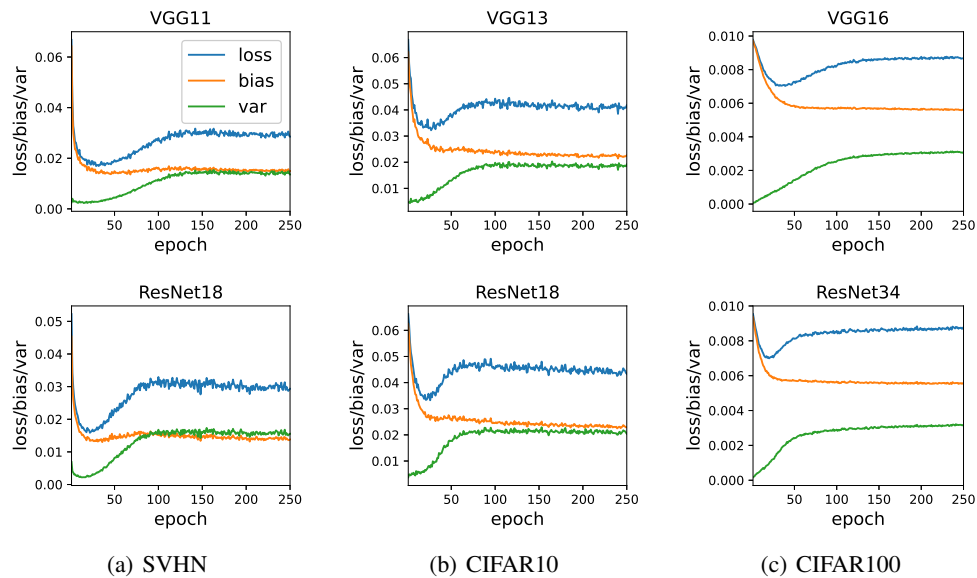 VGG11
VGG13
VGG16
loss/bias/var
0.06
0.04
0.02
0.00
loss
bias
var
50 100 150 200 250
epoch
loss/bias/var
0.06
0.05
0.04
0.03
0.02
0.01
50 100 150 200 250
epoch
loss/bias/var
0.010
0.008
0.006
0.004
0.002
0.000
50 100 150 200 250
epoch
ResNet18
ResNet18
ResNet34
loss/bias/var
0.05
0.04
0.03
0.02
0.01
0.00
50 100 150 200 250
epoch
loss/bias/var
0.06
0.05
0.04
0.03
0.02
0.01
50 100 150 200 250
epoch
loss/bias/var
0.010
0.008
0.006
0.004
0.002
0.000
50 100 150 200 250
epoch
(a) SVHN
(b) CIFAR10
(c) CIFAR100